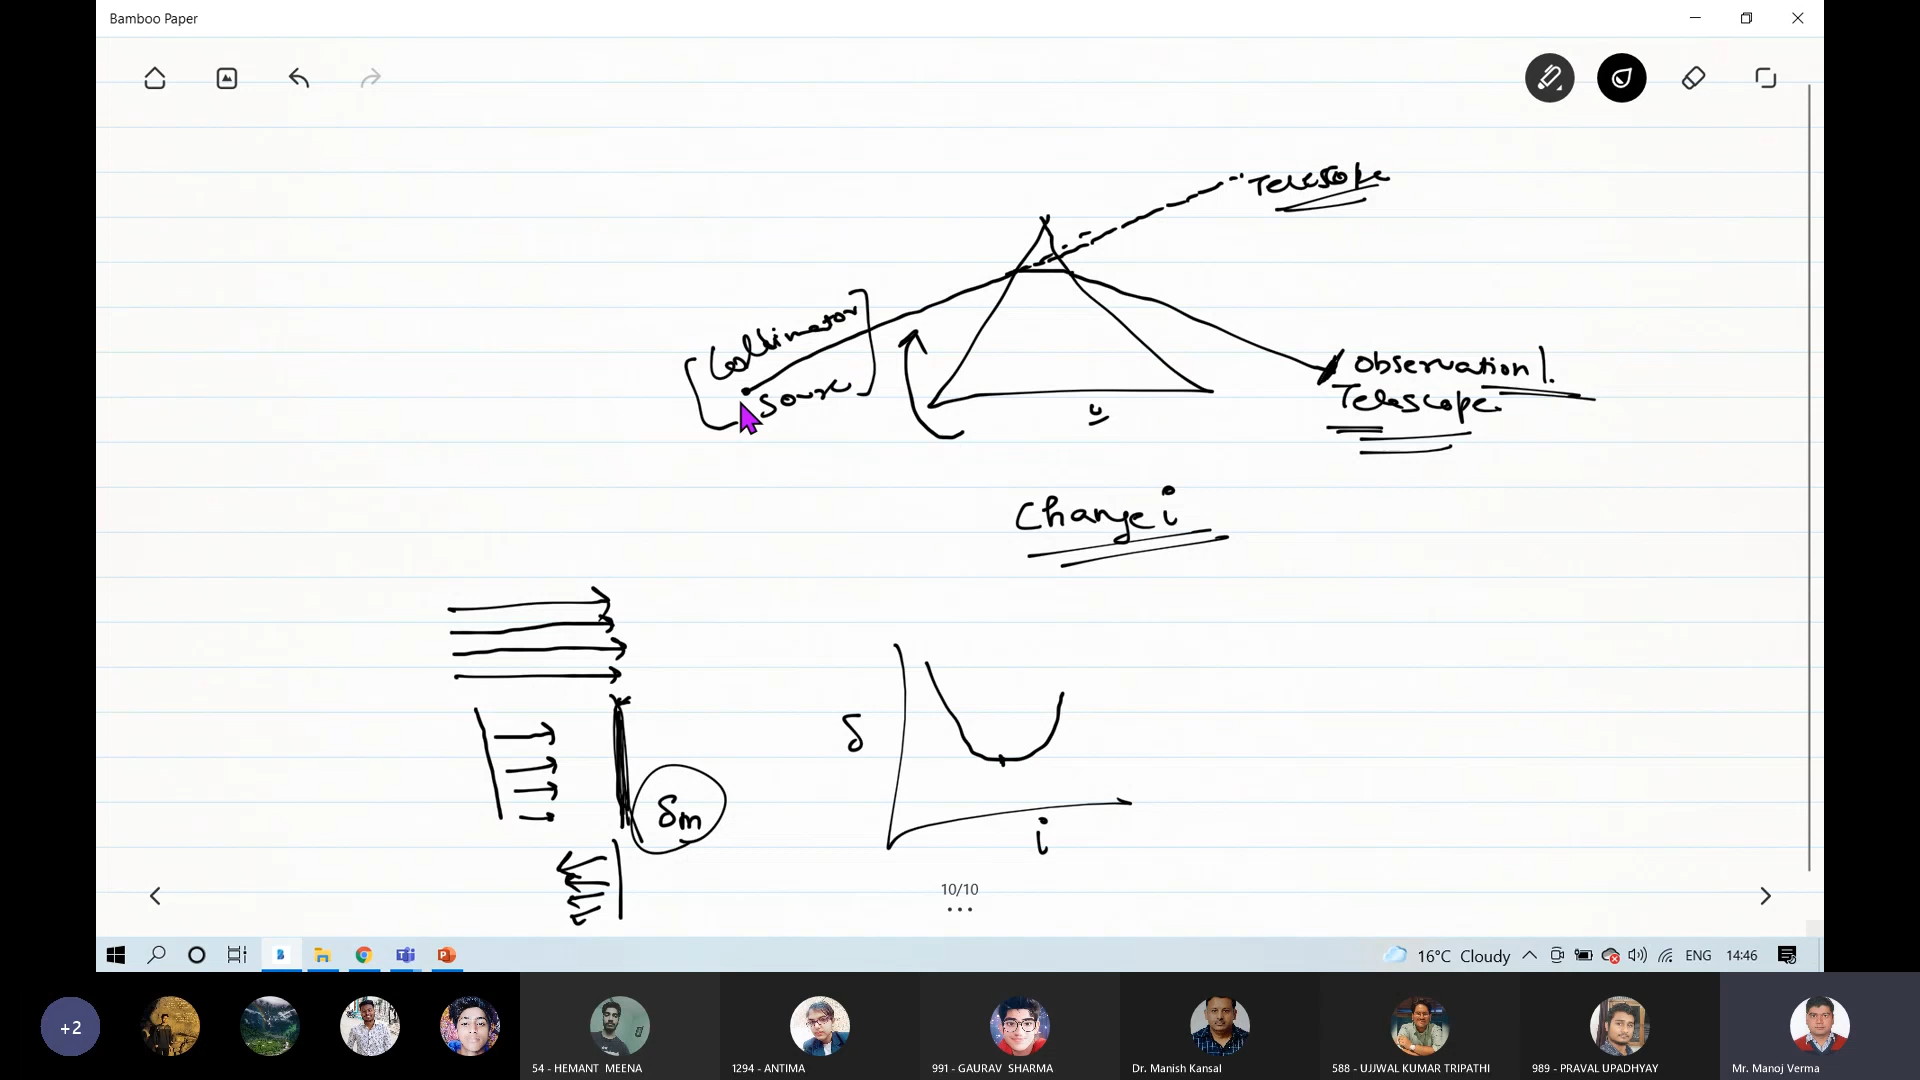 Bamboo Paper
Telescope
Collimator
Source
Observation
Telescope
Change i
δ
δm
i
10/10
16°C Cloudy
ENG
14:46
+2
54 - HEMANT MEENA
1294 - ANTIMA
991 - GAURAV SHARMA
Dr. Manish Kansal
588 - UJJWAL KUMAR TRIPATHI
989 - PRAVAL UPADHYAY
Mr. Manoj Verma